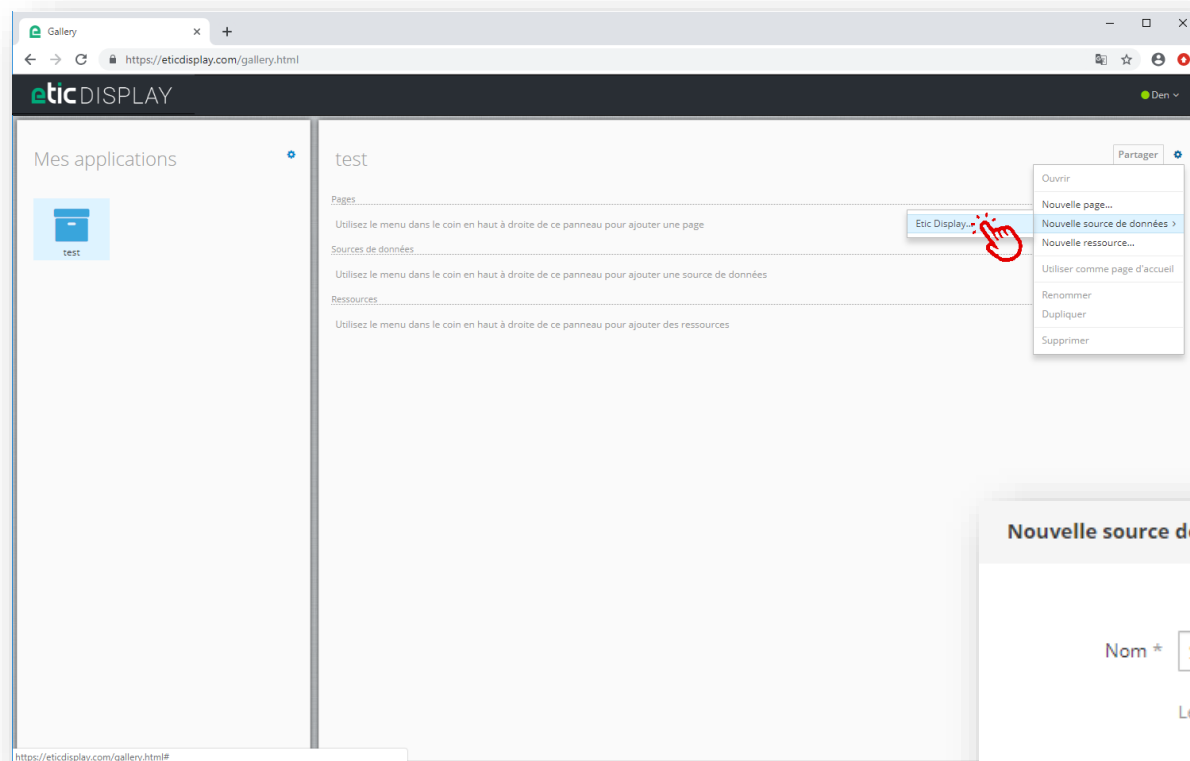 Gallery
https://eticdisplay.com/gallery.html
eticDISPLAY
Den
Mes applications
test
test
Partager
Pages
Utilisez le menu dans le coin en haut à droite de ce panneau pour ajouter une page
Sources de données
Utilisez le menu dans le coin en haut à droite de ce panneau pour ajouter une source de données
Ressources
Utilisez le menu dans le coin en haut à droite de ce panneau pour ajouter des ressources
Etic Display...
Ouvrir
Nouvelle page...
Nouvelle source de données >
Nouvelle ressource...
Utiliser comme page d'accueil
Renommer
Dupliquer
Supprimer
Nouvelle source de
Nom *
Le
https://eticdisplay.com/gallery.html#